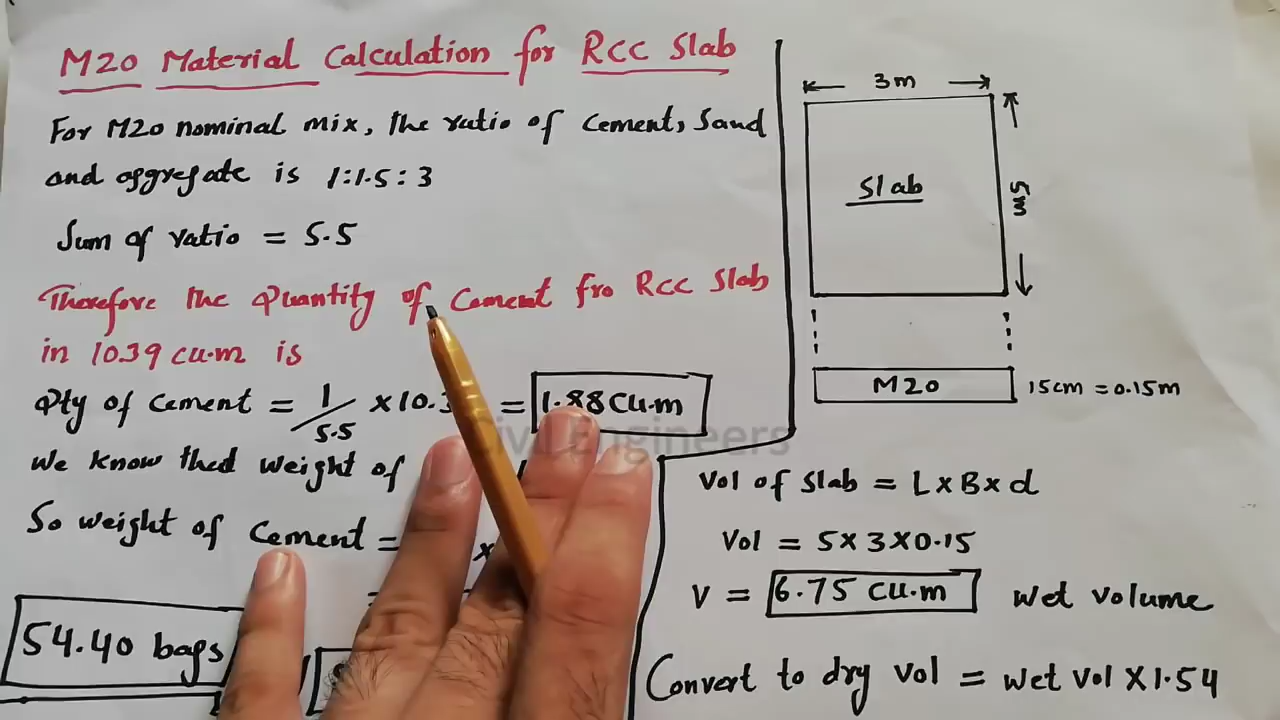 M20 Material Calculation for RCC Slab
For M20 nominal mix, the ratio of cement, Sand
and aggregate is 1:1.5:3
Sum of ratio = 5.5
Therefore the Quantity of Cement fro RCC Slab
in 10.39 cu.m is
Qty of cement = 1/5.5 x 10.3 = 1.88 cu.m
We know thed weight of
So weight of Cement =
x
=
54.40 bags
3m
Slab
5m
M20 15cm = 0.15m
Vol of Slab = L x B x d
Vol = 5 x 3 x 0.15
V = 6.75 cu.m wet volume
Convert to dry vol = wet vol x 1.54
Civil Engineers